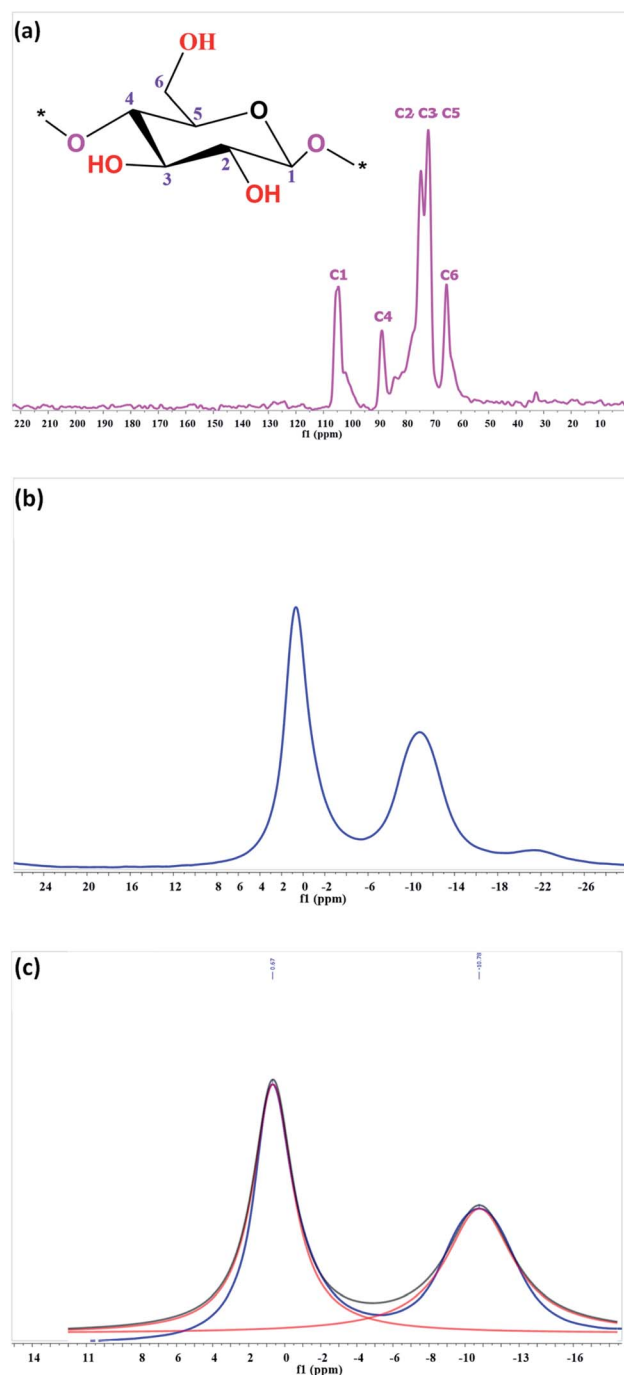 (a)
OH
6
4
5
O
*
O
O
*
HO
3
2
1
OH
C2, C3, C5
C1
C6
C4
220 210 200 190 180 170 160 150 140 130 120 110 100 90 80 70 60 50 40 30 20 10 0
f1 (ppm)
(b)
24 20 16 12 8 6 4 2 0 -2 -6 -10 -14 -18 -22 -26
f1 (ppm)
(c)
0.67 -10.78
14 11 8 6 4 2 0 -2 -4 -6 -8 -10 -13 -16
f1 (ppm)